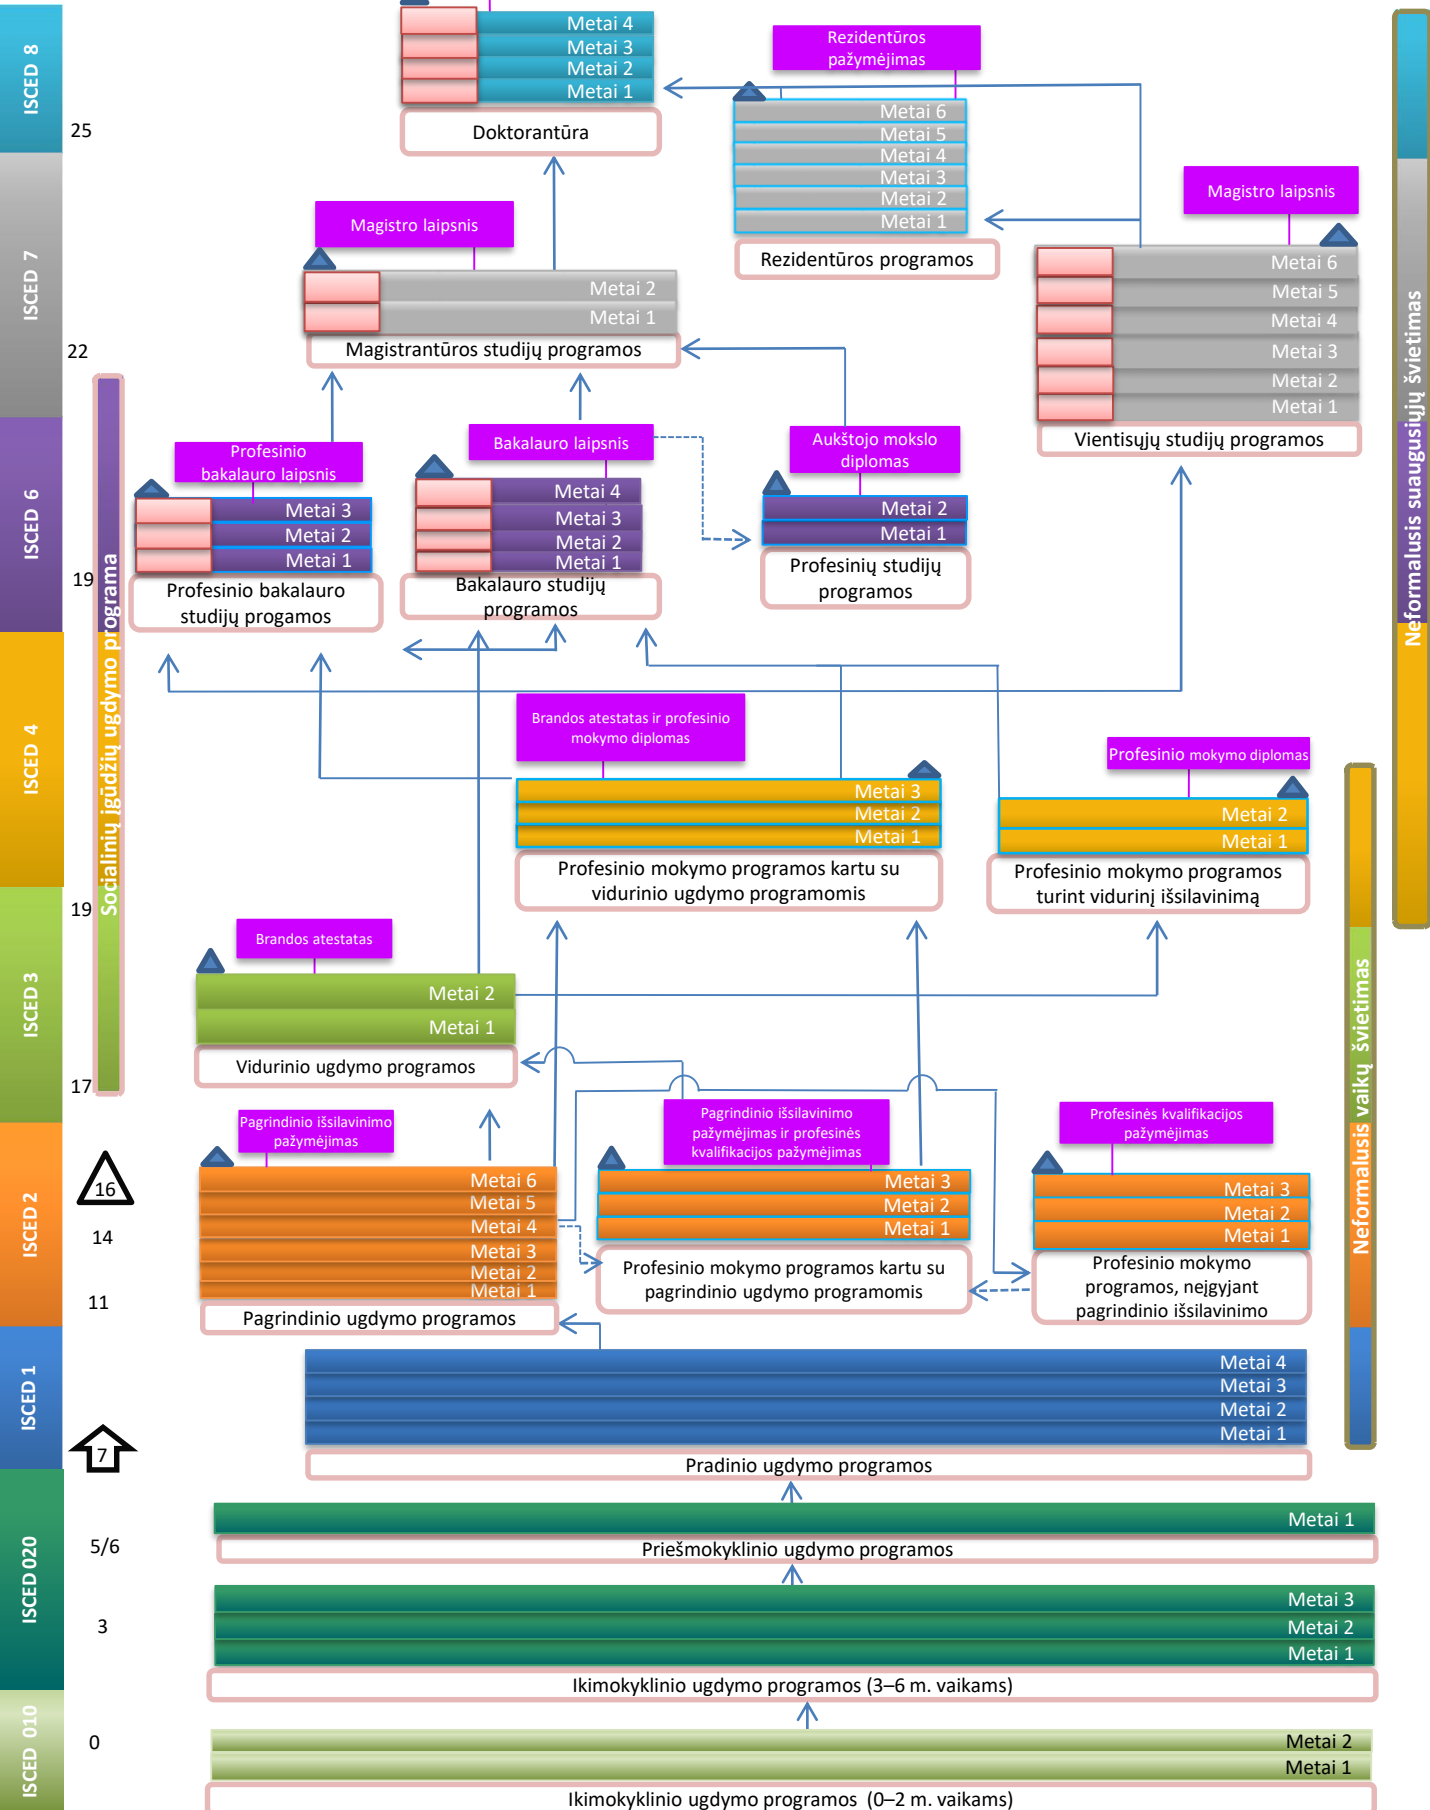 ISCED 8
ISCED 7
ISCED 6
ISCED 4
ISCED 3
ISCED 2
ISCED 1
ISCED 020
ISCED 010
25
22
19
19
17
16
14
11
7
5/6
3
0
Socialinių įgūdžių ugdymo programa
Neformalusis suaugusiųjų švietimas
Neformalusis vaikų švietimas
Metai 4
Metai 3
Metai 2
Metai 1
Doktorantūra
Rezidentūros
pažymėjimas
Metai 6
Metai 5
Metai 4
Metai 3
Metai 2
Metai 1
Rezidentūros programos
Magistro laipsnis
Metai 6
Metai 5
Metai 4
Metai 3
Metai 2
Metai 1
Vientisųjų studijų programos
Magistro laipsnis
Metai 2
Metai 1
Magistrantūros studijų programos
Profesinio
bakalauro laipsnis
Metai 3
Metai 2
Metai 1
Profesinio bakalauro
studijų progamos
Bakalauro laipsnis
Metai 4
Metai 3
Metai 2
Metai 1
Bakalauro studijų
programos
Aukštojo mokslo
diplomas
Metai 2
Metai 1
Profesinių studijų
programos
Brandos atestatas ir profesinio
mokymo diplomas
Metai 3
Metai 2
Metai 1
Profesinio mokymo programos kartu su
vidurinio ugdymo programomis
Profesinio mokymo diplomas
Metai 2
Metai 1
Profesinio mokymo programos
turint vidurinį išsilavinimą
Brandos atestatas
Metai 2
Metai 1
Vidurinio ugdymo programos
Pagrindinio išsilavinimo
pažymėjimas
Metai 6
Metai 5
Metai 4
Metai 3
Metai 2
Metai 1
Pagrindinio ugdymo programos
Pagrindinio išsilavinimo
pažymėjimas ir profesinės
kvalifikacijos pažymėjimas
Metai 3
Metai 2
Metai 1
Profesinio mokymo programos kartu su
pagrindinio ugdymo programomis
Profesinės kvalifikacijos
pažymėjimas
Metai 3
Metai 2
Metai 1
Profesinio mokymo
programos, neįgyjant
pagrindinio išsilavinimo
Metai 4
Metai 3
Metai 2
Metai 1
Pradinio ugdymo programos
Metai 1
Priešmokyklinio ugdymo programos
Metai 3
Metai 2
Metai 1
Ikimokyklinio ugdymo programos (3–6 m. vaikams)
Metai 2
Metai 1
Ikimokyklinio ugdymo programos (0–2 m. vaikams)